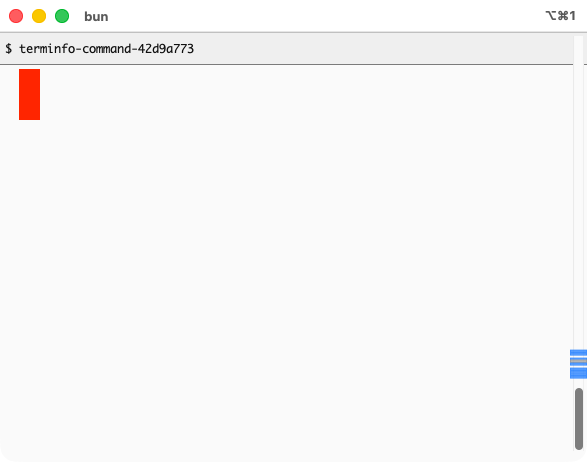 bun
⌥⌘1
$ terminfo-command-42d9a773